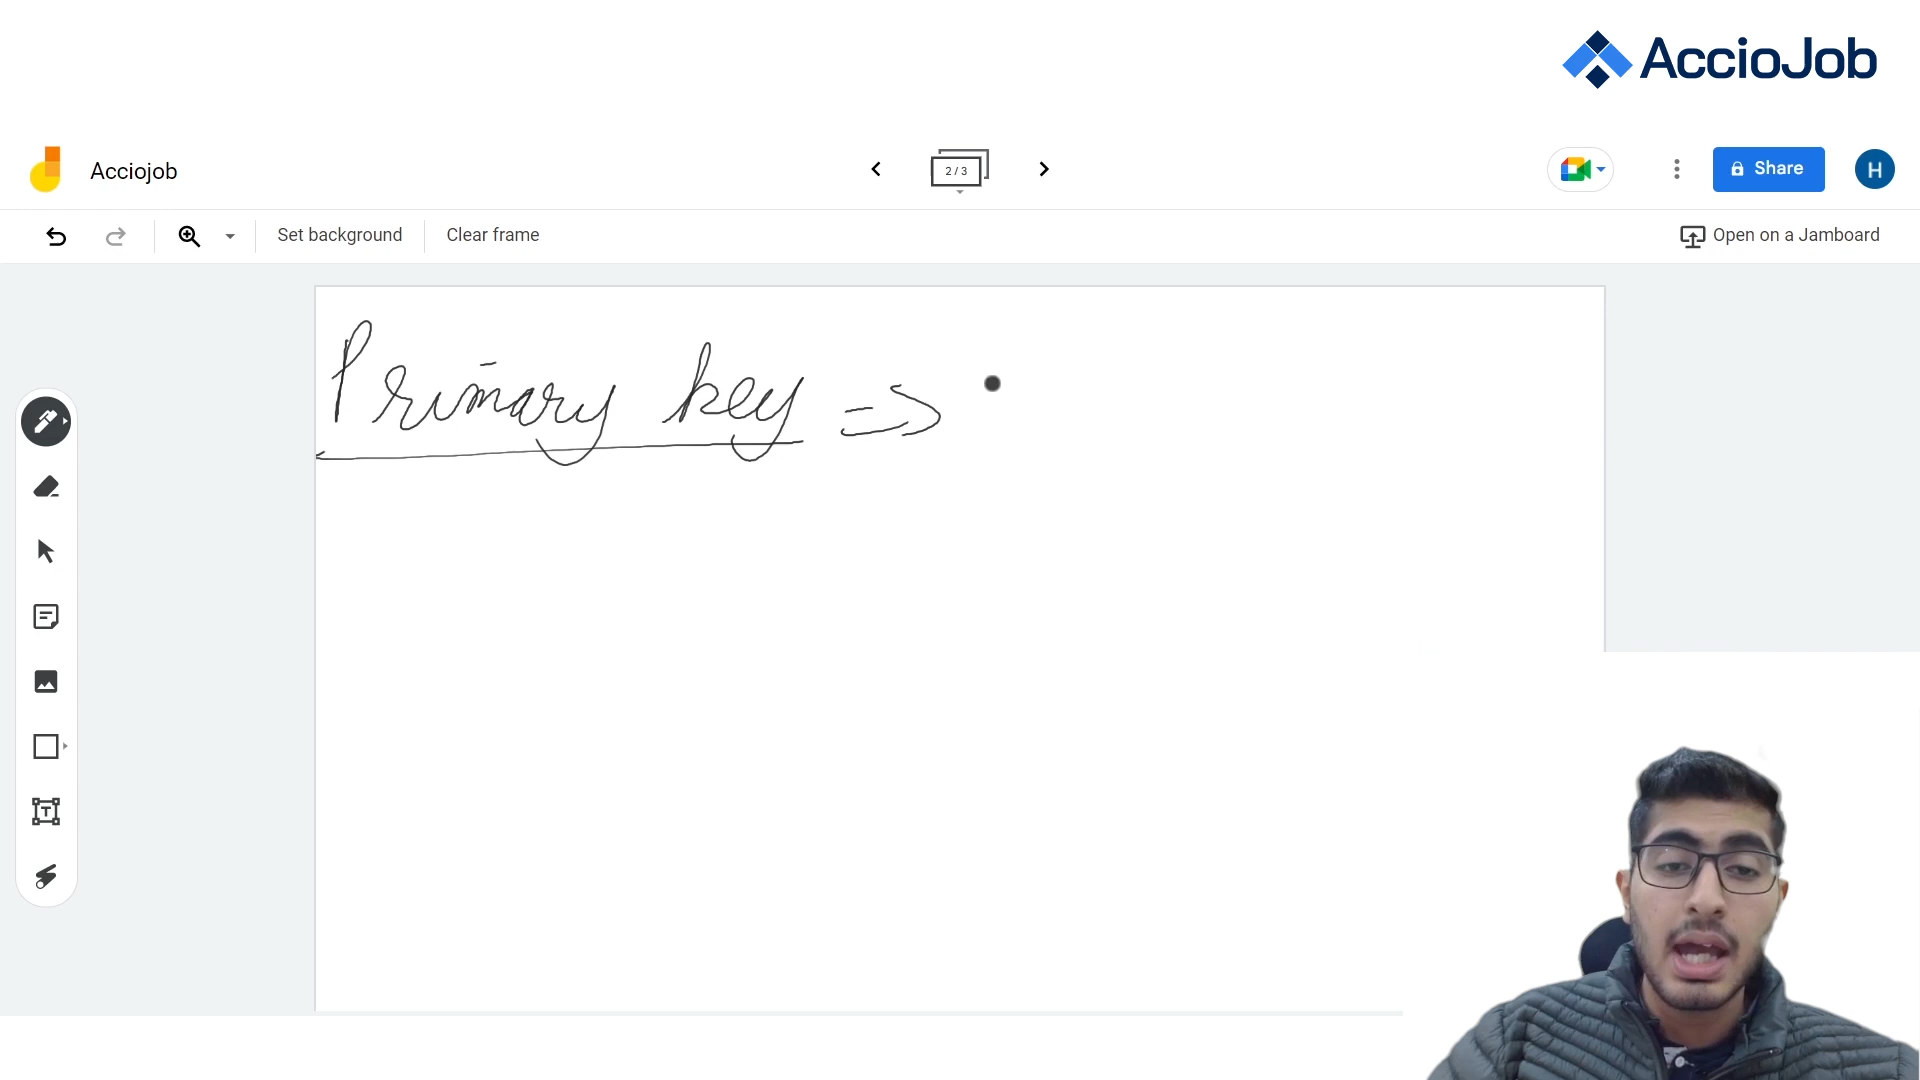 AccioJob
Acciojob
2 / 3
Share
H
Set background
Clear frame
Open on a Jamboard
Primary key =>
T